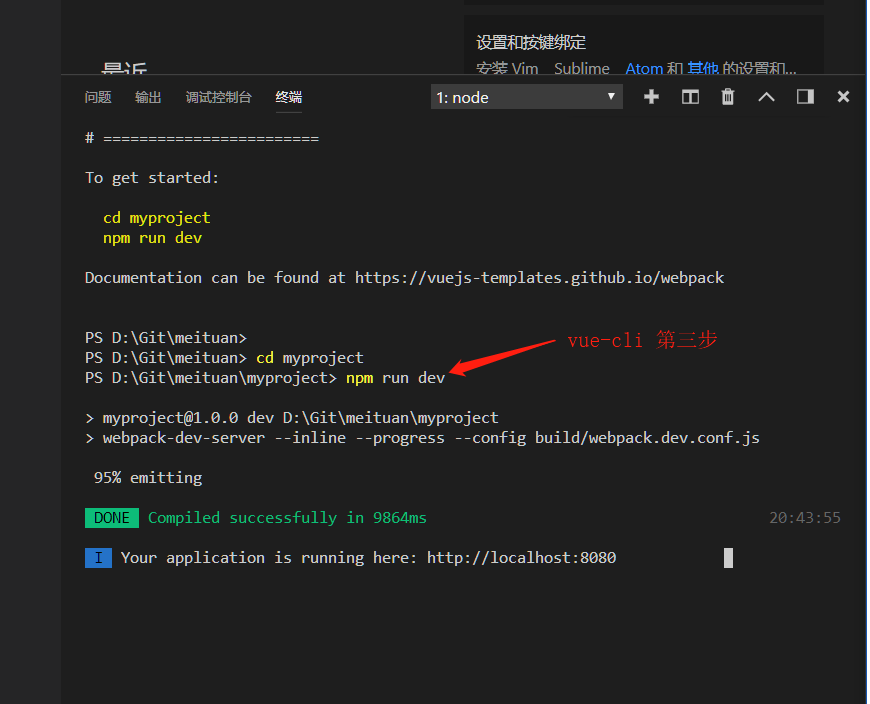 设置和按键绑定
最近
安装 Vim Sublime Atom 和 其他 的设置和...
问题 输出 调试控制台 终端 1: node
# ========================
To get started:
cd myproject
npm run dev
Documentation can be found at https://vuejs-templates.github.io/webpack
PS D:\Git\meituan>
PS D:\Git\meituan> cd myproject
PS D:\Git\meituan\myproject> npm run dev
vue-cli 第三步
> myproject@1.0.0 dev D:\Git\meituan\myproject
> webpack-dev-server --inline --progress --config build/webpack.dev.conf.js
95% emitting
DONE Compiled successfully in 9864ms 20:43:55
I Your application is running here: http://localhost:8080